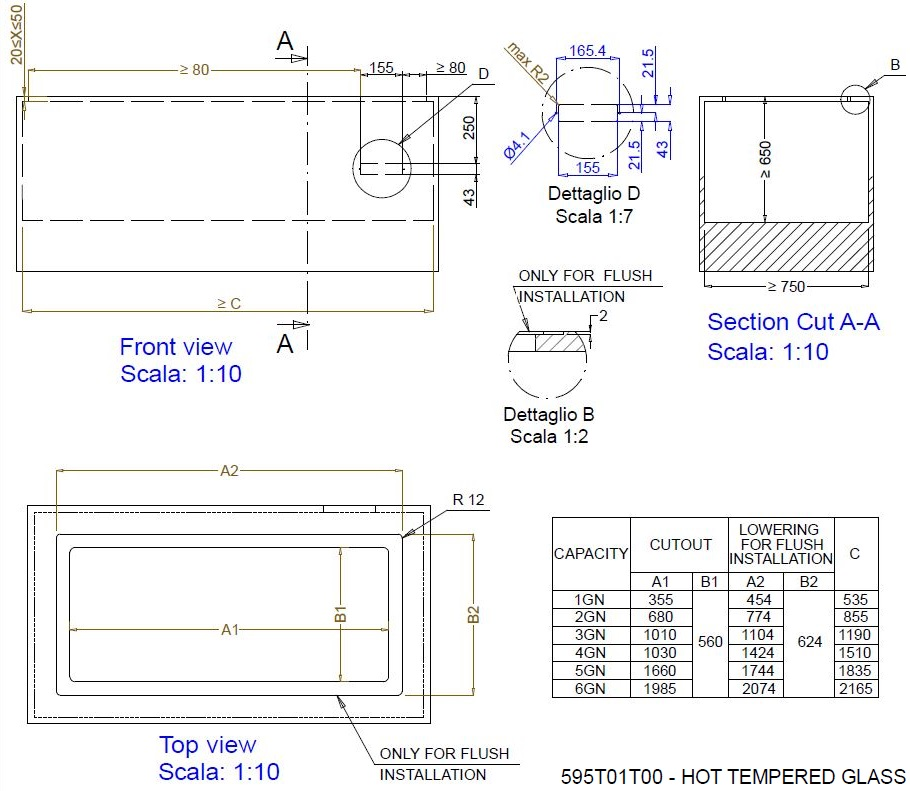 20≤X≤50
A
≥ 80
155
≥ 80
D
250
43
≥ C
A
Front view
Scala: 1:10
max R2
165.4
21.5
Ø4.1
155
21.5
43
Dettaglio D
Scala 1:7
B
≥ 650
≥ 750
Section Cut A-A
Scala: 1:10
ONLY FOR FLUSH
INSTALLATION
2
Dettaglio B
Scala 1:2
A2
R 12
B1
B2
A1
Top view
Scala: 1:10
ONLY FOR FLUSH
INSTALLATION
CAPACITY CUTOUT LOWERING FOR FLUSH INSTALLATION C
A1 B1 A2 B2
1GN 355 454 535
2GN 680 774 855
3GN 1010 1104 1190
560 624
4GN 1030 1424 1510
5GN 1660 1744 1835
6GN 1985 2074 2165
595T01T00 - HOT TEMPERED GLASS